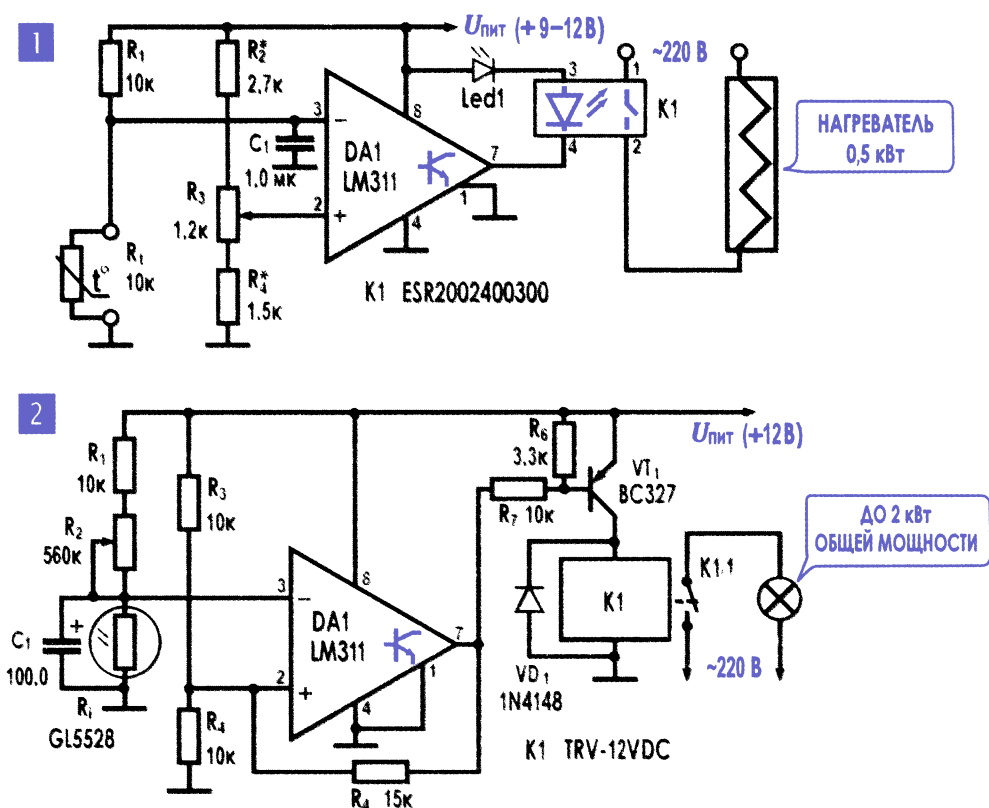 1
Uпит (+9–12В)
R1
10к
R2*
2,7к
Led1
3
4
1
2
K1
~220 В
НАГРЕВАТЕЛЬ
0,5 кВт
3
−
8
C1
1,0 мк
DA1
LM311
7
R3
1,2к
2
+
1
4
t°
Rt
10к
R4*
1,5к
K1 ESR2002400300
2
Uпит (+12В)
R1
10к
R3
10к
R6
3,3к
VT1
BC327
R7 10к
R2
560к
ДО 2 кВт
ОБЩЕЙ МОЩНОСТИ
3
−
8
K1
K1.1
C1
+
100,0
DA1
LM311
7
1
~220 В
VD1
1N4148
2
+
4
Ri
GL5528
R4
10к
K1 TRV-12VDC
R4 15к